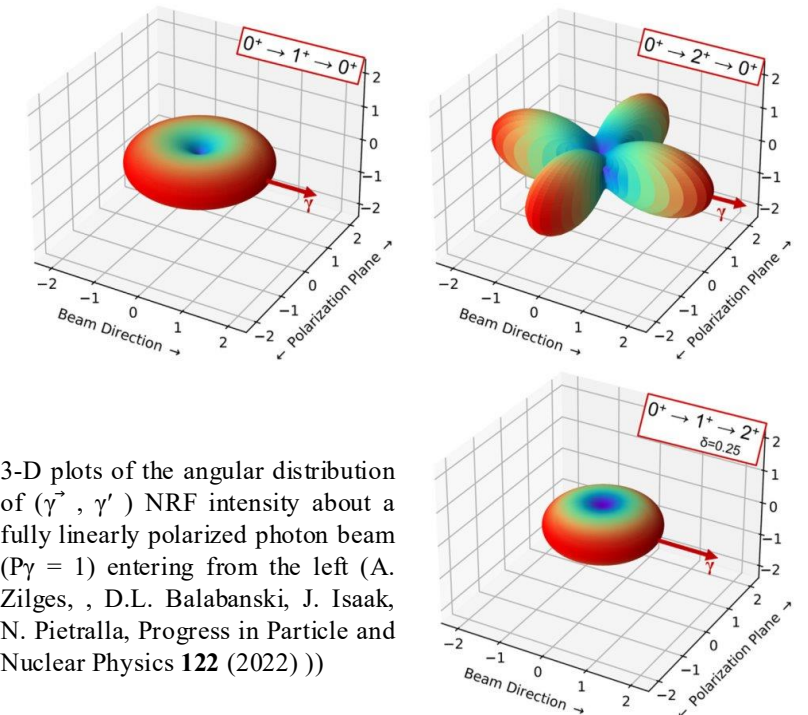 0⁺ → 1⁺ → 0⁺
2
1
0
−1
−2
−2
−1
0
1
2
Beam Direction →
−2
−1
0
1
2
← Polarization Plane →
γ
0⁺ → 2⁺ → 0⁺
2
1
0
−1
−2
−2
−1
0
1
2
Beam Direction →
−2
−1
0
1
2
← Polarization Plane →
γ
3-D plots of the angular distribution
of (γ⃗ , γ′ ) NRF intensity about a
fully linearly polarized photon beam
(Pγ = 1) entering from the left (A.
Zilges, , D.L. Balabanski, J. Isaak,
N. Pietralla, Progress in Particle and
Nuclear Physics 122 (2022) ))
0⁺ → 1⁺ → 2⁺
δ=0.25
2
1
0
−1
−2
−2
−1
0
1
2
Beam Direction →
−2
−1
0
1
2
← Polarization Plane →
γ